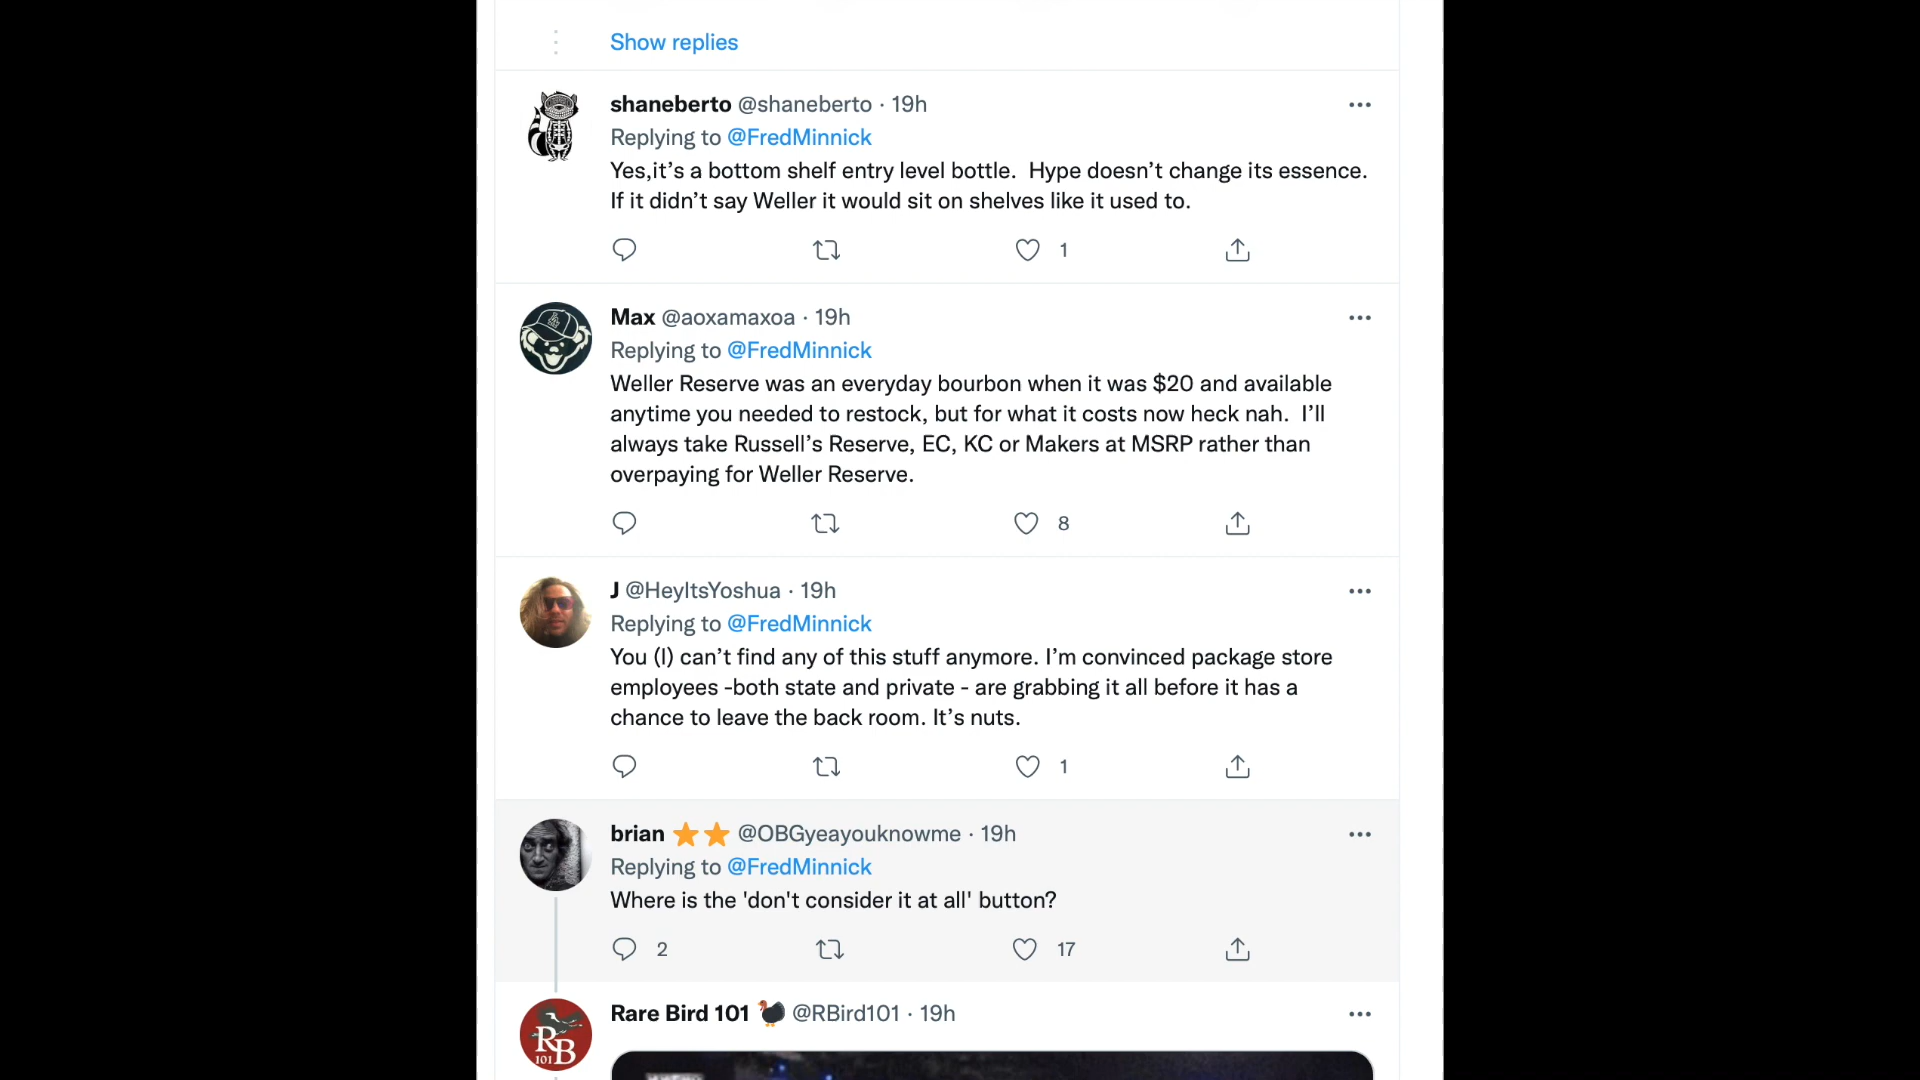 Show replies
shaneberto @shaneberto · 19h
Replying to @FredMinnick
Yes,it’s a bottom shelf entry level bottle.  Hype doesn’t change its essence.
If it didn’t say Weller it would sit on shelves like it used to.
1
Max @aoxamaxoa · 19h
Replying to @FredMinnick
Weller Reserve was an everyday bourbon when it was $20 and available
anytime you needed to restock, but for what it costs now heck nah.  I’ll
always take Russell’s Reserve, EC, KC or Makers at MSRP rather than
overpaying for Weller Reserve.
8
J @HeyItsYoshua · 19h
Replying to @FredMinnick
You (I) can’t find any of this stuff anymore. I’m convinced package store
employees -both state and private - are grabbing it all before it has a
chance to leave the back room. It’s nuts.
1
brian ⭐⭐ @OBGyeayouknowme · 19h
Replying to @FredMinnick
Where is the 'don't consider it at all' button?
2 17
Rare Bird 101 🦃 @RBird101 · 19h
RB
101